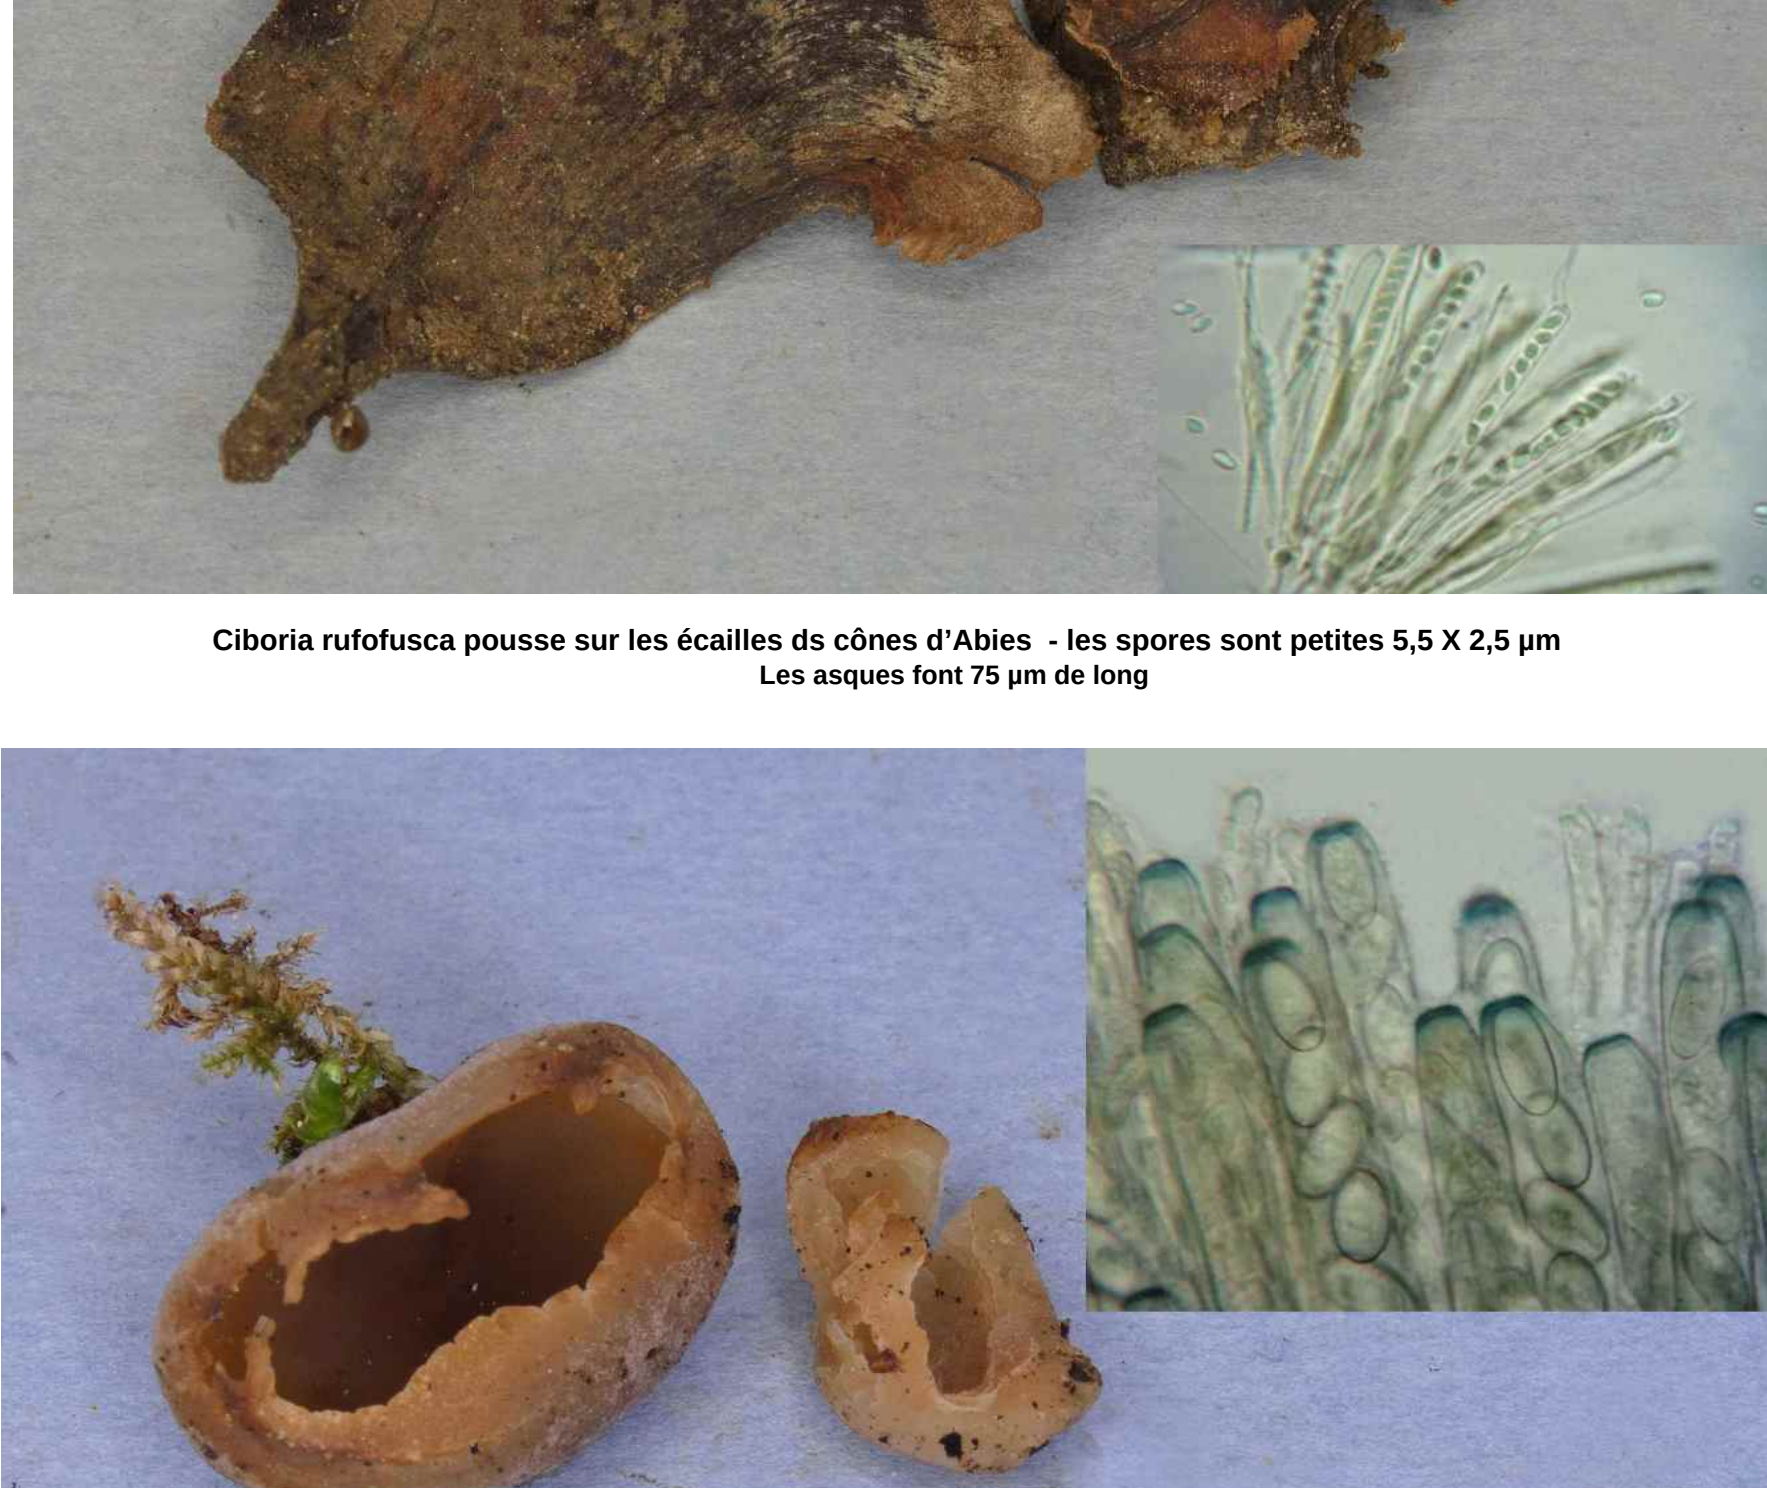 Ciboria rufofusca pousse sur les écailles ds cônes d’Abies  - les spores sont petites 5,5 X 2,5 µm
Les asques font 75 µm de long